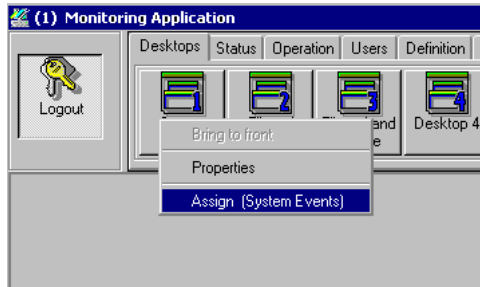 (1) Monitoring Application
Desktops Status Operation Users Definition
Logout
1 2 3 4
and
Desktop 4
Bring to front
Properties
Assign (System Events)